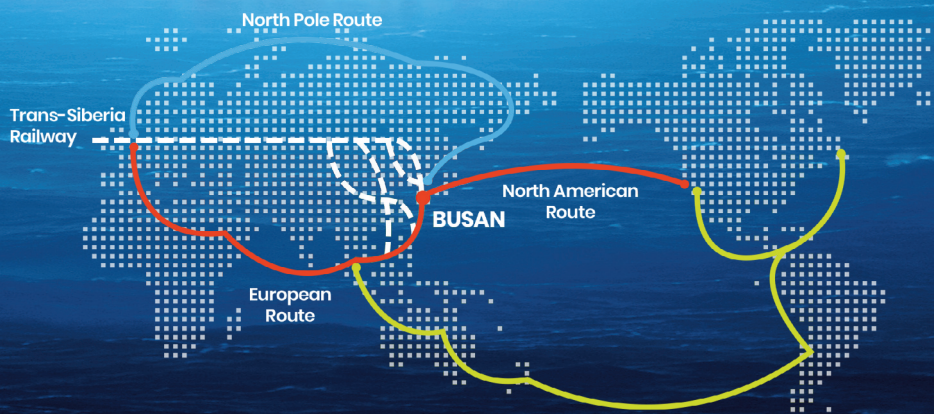 North Pole Route
Trans-Siberia
Railway
North American
Route
BUSAN
European
Route